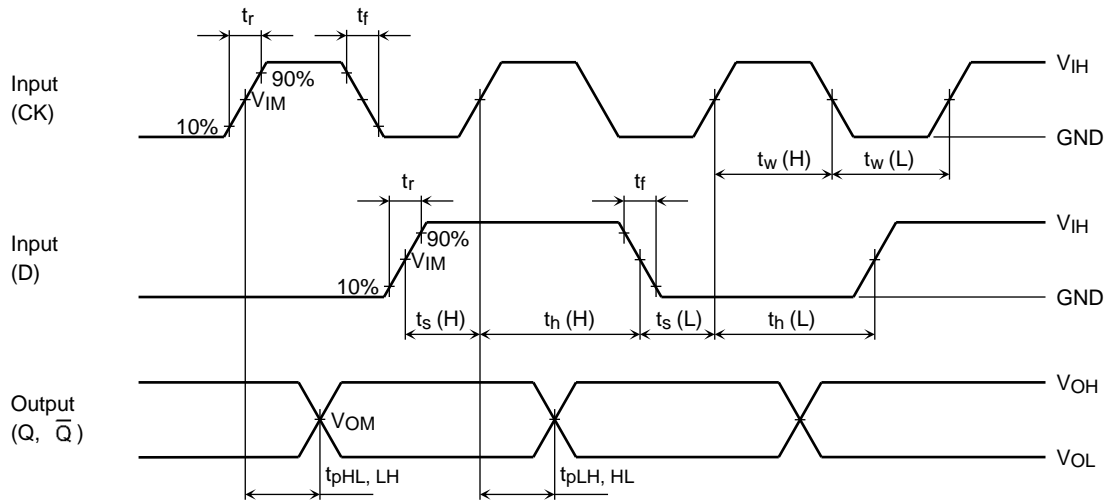 tr
tf
Input
(CK)
90%
VIM
10%
VIH
GND
tw (H)
tw (L)
tr
tf
Input
(D)
90%
VIM
10%
VIH
GND
ts (H)
th (H)
ts (L)
th (L)
Output
(Q, Q̅)
VOM
VOH
VOL
tpHL, LH
tpLH, HL